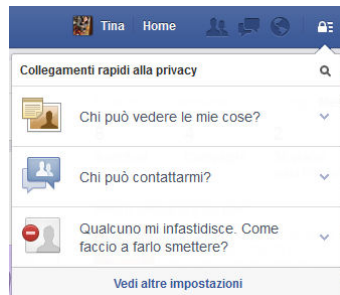 Tina Home
Collegamenti rapidi alla privacy
Chi può vedere le mie cose?
Chi può contattarmi?
Qualcuno mi infastidisce. Come
faccio a farlo smettere?
Vedi altre impostazioni